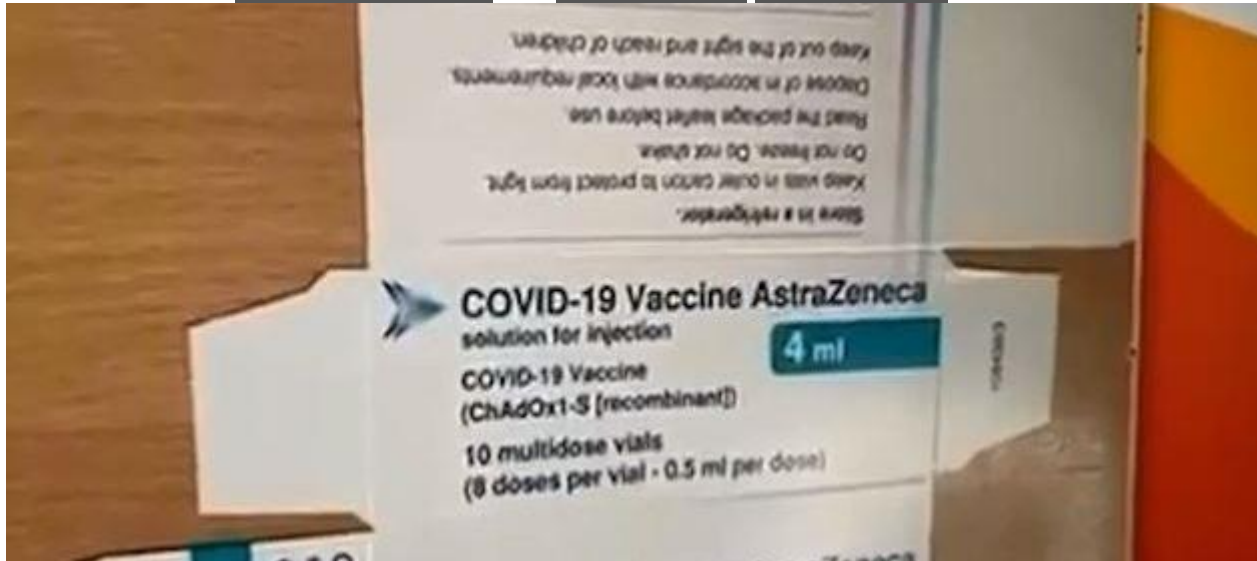 Store in a refrigerator.
Keep vials in outer carton to protect from light.
Do not freeze. Do not shake.
Read the package leaflet before use.
Dispose of in accordance with local requirements.
Keep out of the sight and reach of children.
COVID-19 Vaccine AstraZeneca
solution for injection
4 ml
COVID-19 Vaccine
(ChAdOx1-S [recombinant])
10 multidose vials
(8 doses per vial - 0.5 ml per dose)